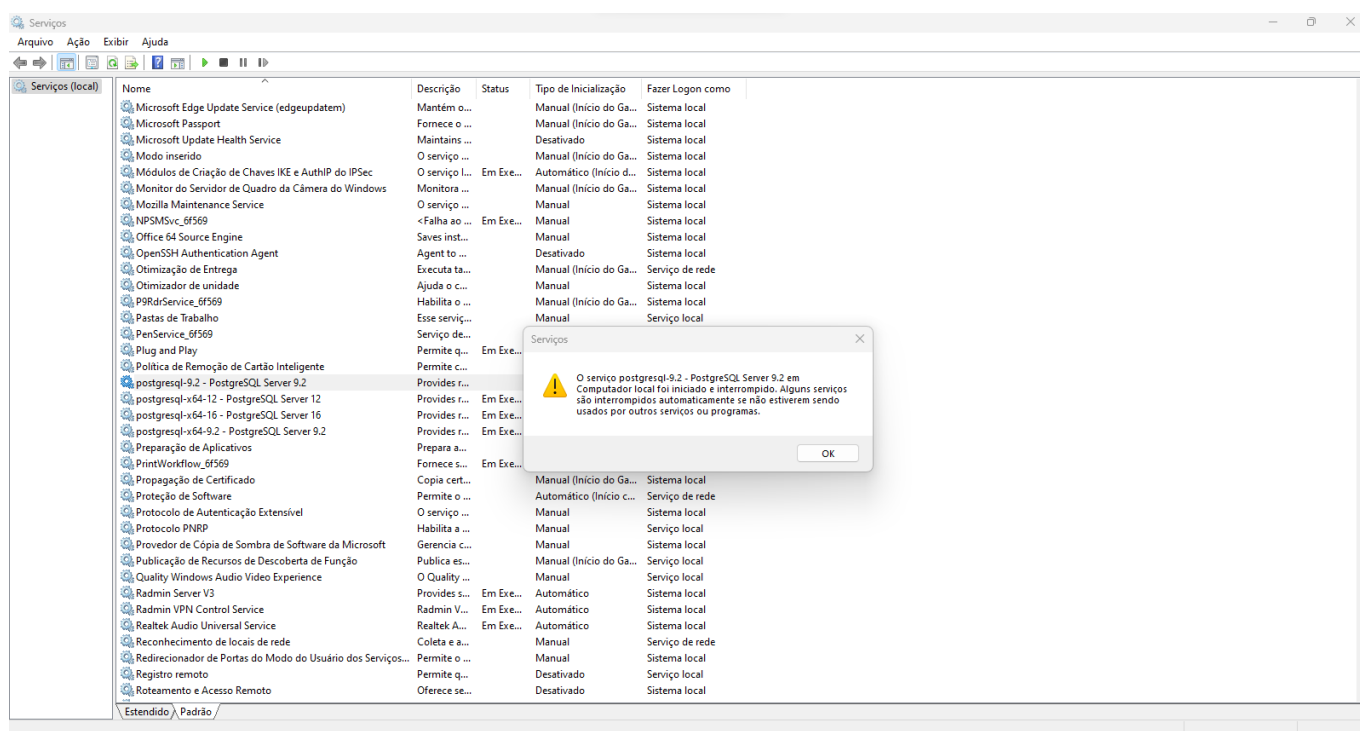 Serviços
Arquivo Ação Exibir Ajuda
Serviços (local)
Nome Descrição Status Tipo de Inicialização Fazer Logon como
Microsoft Edge Update Service (edgeupdatem) Mantém o... Manual (Início do Ga... Sistema local
Microsoft Passport Fornece o ... Manual (Início do Ga... Sistema local
Microsoft Update Health Service Maintains ... Desativado Sistema local
Modo inserido O serviço ... Manual (Início do Ga... Sistema local
Módulos de Criação de Chaves IKE e AuthIP do IPSec O serviço I... Em Exe... Automático (Início d... Sistema local
Monitor do Servidor de Quadro da Câmera do Windows Monitora ... Manual (Início do Ga... Sistema local
Mozilla Maintenance Service O serviço ... Manual Sistema local
NPSMSvc_6f569 <Falha ao ... Em Exe... Manual Sistema local
Office 64 Source Engine Saves inst... Manual Sistema local
OpenSSH Authentication Agent Agent to ... Desativado Sistema local
Otimização de Entrega Executa ta... Manual (Início do Ga... Serviço de rede
Otimizador de unidade Ajuda o c... Manual Sistema local
P9RdrService_6f569 Habilita o ... Manual (Início do Ga... Sistema local
Pastas de Trabalho Esse serviç... Manual Serviço local
PenService_6f569 Serviço de...
Plug and Play Permite q... Em Exe...
Política de Remoção de Cartão Inteligente Permite c...
postgresql-9.2 - PostgreSQL Server 9.2 Provides r...
postgresql-x64-12 - PostgreSQL Server 12 Provides r... Em Exe...
postgresql-x64-16 - PostgreSQL Server 16 Provides r... Em Exe...
postgresql-x64-9.2 - PostgreSQL Server 9.2 Provides r... Em Exe...
Preparação de Aplicativos Prepara a...
PrintWorkflow_6f569 Fornece s... Em Exe...
Propagação de Certificado Copia cert... Manual (Início do Ga... Sistema local
Proteção de Software Permite o ... Automático (Início c... Serviço de rede
Protocolo de Autenticação Extensível O serviço ... Manual Sistema local
Protocolo PNRP Habilita a ... Manual Serviço local
Provedor de Cópia de Sombra de Software da Microsoft Gerencia c... Manual Sistema local
Publicação de Recursos de Descoberta de Função Publica es... Manual (Início do Ga... Serviço local
Quality Windows Audio Video Experience O Quality ... Manual Serviço local
Radmin Server V3 Provides s... Em Exe... Automático Sistema local
Radmin VPN Control Service Radmin V... Em Exe... Automático Sistema local
Realtek Audio Universal Service Realtek A... Em Exe... Automático Sistema local
Reconhecimento de locais de rede Coleta e a... Manual Serviço de rede
Redirecionador de Portas do Modo do Usuário dos Serviços... Permite o ... Manual Sistema local
Registro remoto Permite q... Desativado Serviço local
Roteamento e Acesso Remoto Oferece se... Desativado Sistema local
Estendido Padrão
Serviços
O serviço postgresql-9.2 - PostgreSQL Server 9.2 em
Computador local foi iniciado e interrompido. Alguns serviços
são interrompidos automaticamente se não estiverem sendo
usados por outros serviços ou programas.
OK